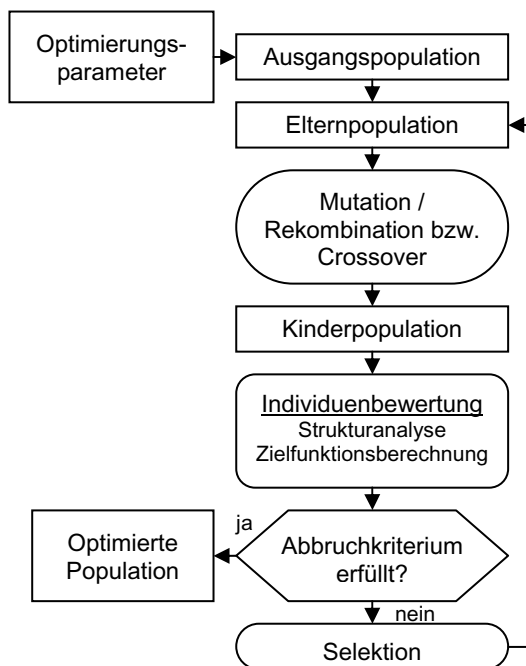 Optimierungs-
parameter
Ausgangspopulation
Elternpopulation
Mutation /
Rekombination bzw.
Crossover
Kinderpopulation
Individuenbewertung
Strukturanalyse
Zielfunktionsberechnung
ja
Optimierte
Population
Abbruchkriterium
erfüllt?
nein
Selektion